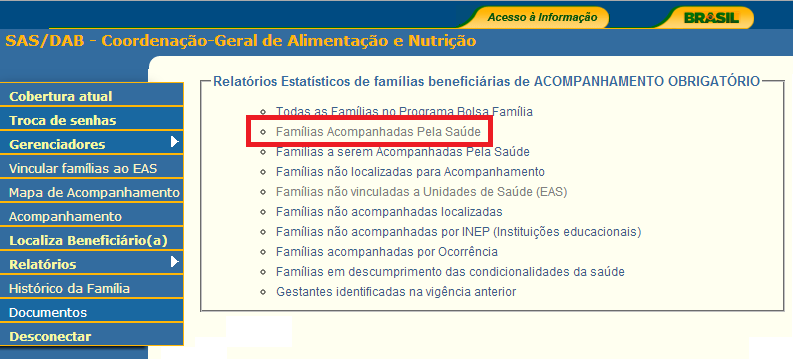 Acesso à Informação
BRASIL
SAS/DAB - Coordenação-Geral de Alimentação e Nutrição
Cobertura atual
Troca de senhas
Gerenciadores
Vincular famílias ao EAS
Mapa de Acompanhamento
Acompanhamento
Localiza Beneficiário(a)
Relatórios
Histórico da Família
Documentos
Desconectar
Relatórios Estatísticos de famílias beneficiárias de ACOMPANHAMENTO OBRIGATÓRIO
Todas as Famílias no Programa Bolsa Família
Famílias Acompanhadas Pela Saúde
Famílias a serem Acompanhadas Pela Saúde
Famílias não localizadas para Acompanhamento
Famílias não vinculadas a Unidades de Saúde (EAS)
Famílias não acompanhadas localizadas
Famílias não acompanhadas por INEP (Instituições educacionais)
Famílias acompanhadas por Ocorrência
Famílias em descumprimento das condicionalidades da saúde
Gestantes identificadas na vigência anterior